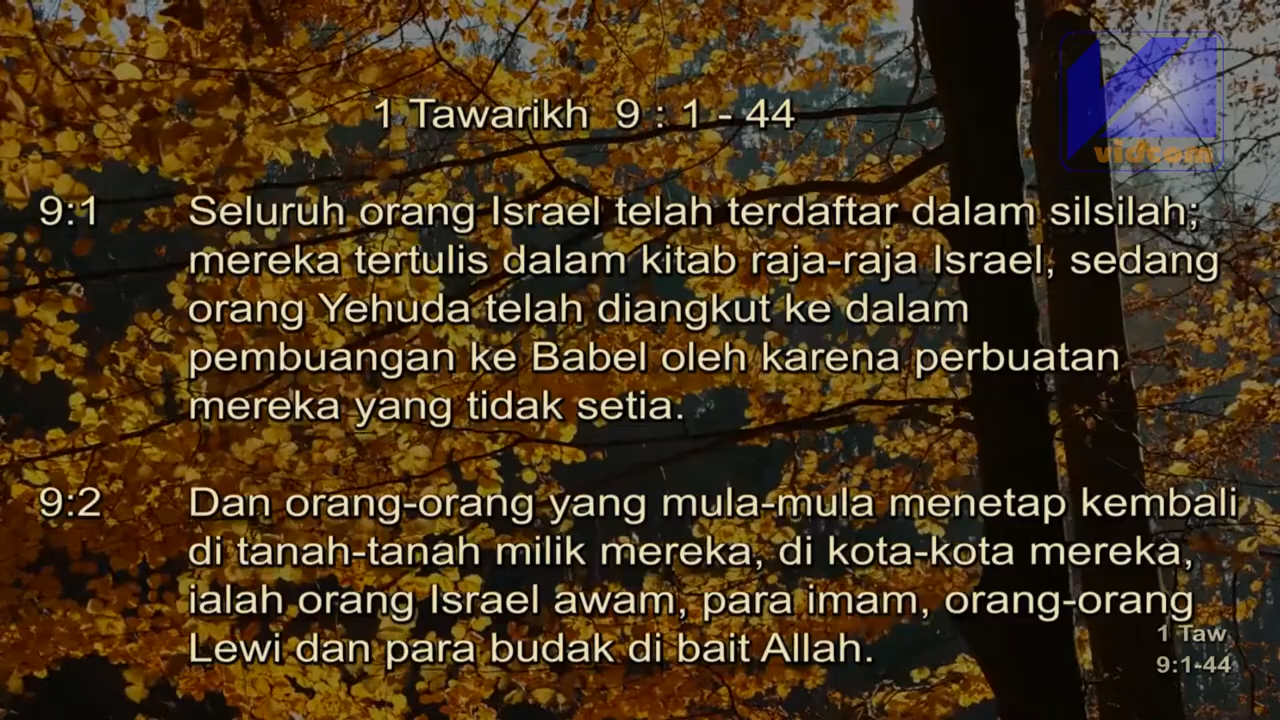 1 Tawarikh 9 : 1 - 44
vidcom
9:1 Seluruh orang Israel telah terdaftar dalam silsilah;
mereka tertulis dalam kitab raja-raja Israel, sedang
orang Yehuda telah diangkut ke dalam
pembuangan ke Babel oleh karena perbuatan
mereka yang tidak setia.
9:2 Dan orang-orang yang mula-mula menetap kembali
di tanah-tanah milik mereka, di kota-kota mereka,
ialah orang Israel awam, para imam, orang-orang
Lewi dan para budak di bait Allah.
1 Taw
9:1-44